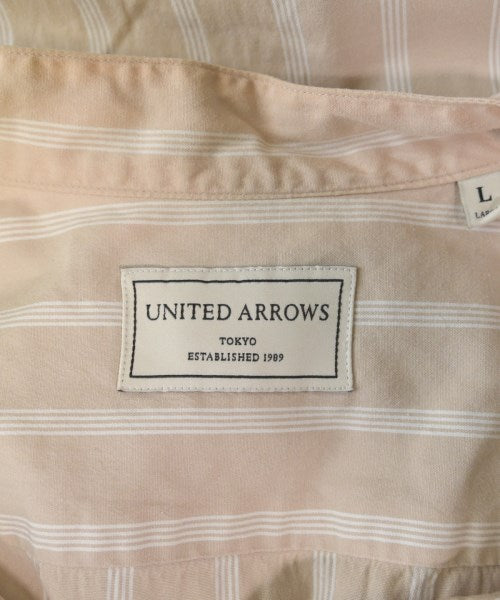 L
UNITED ARROWS
TOKYO
ESTABLISHED 1989